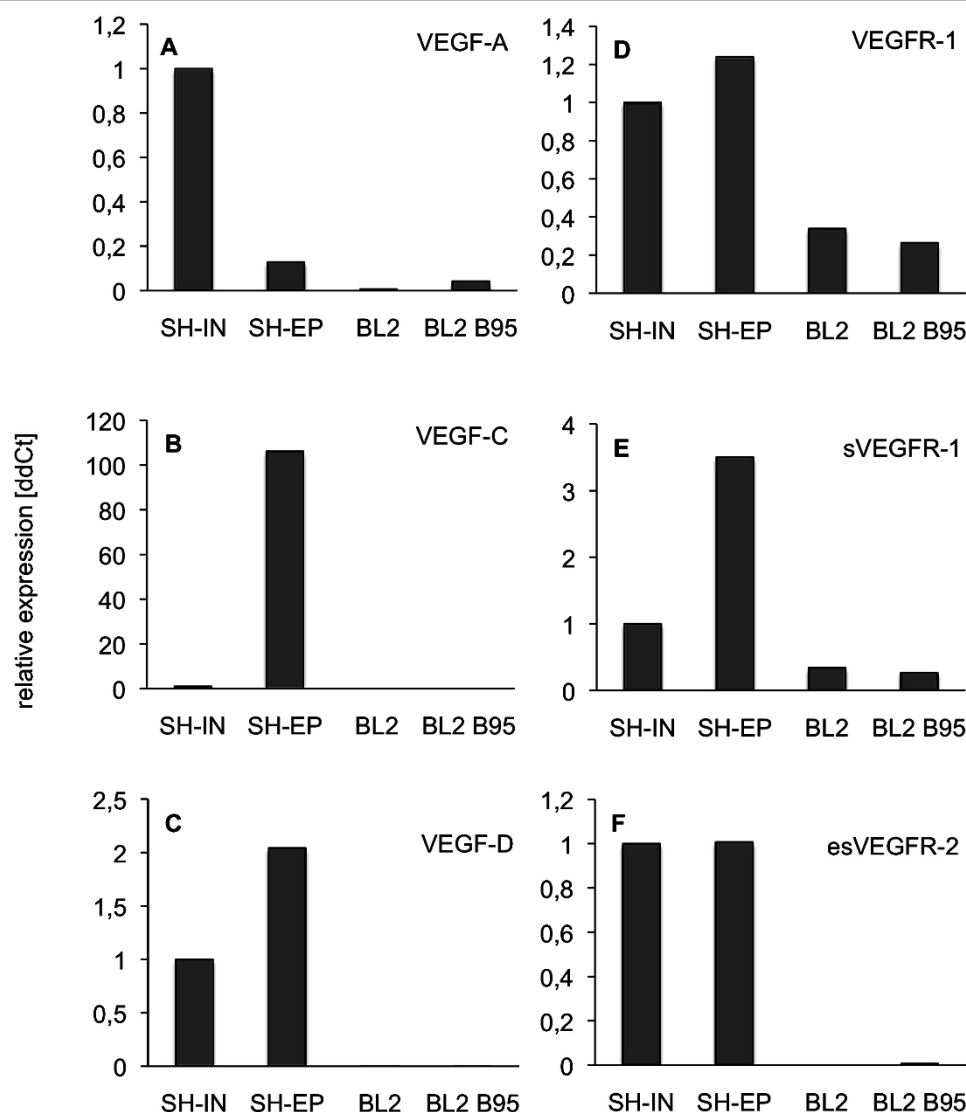 relative expression [ddCt]
A
VEGF-A
1,2
1
0,8
0,6
0,4
0,2
0
SH-IN SH-EP BL2 BL2 B95
B
VEGF-C
120
100
80
60
40
20
0
SH-IN SH-EP BL2 BL2 B95
C
VEGF-D
2,5
2
1,5
1
0,5
0
SH-IN SH-EP BL2 BL2 B95
D
VEGFR-1
1,4
1,2
1
0,8
0,6
0,4
0,2
0
SH-IN SH-EP BL2 BL2 B95
E
sVEGFR-1
4
3
2
1
0
SH-IN SH-EP BL2 BL2 B95
F
esVEGFR-2
1,2
1
0,8
0,6
0,4
0,2
0
SH-IN SH-EP BL2 BL2 B95